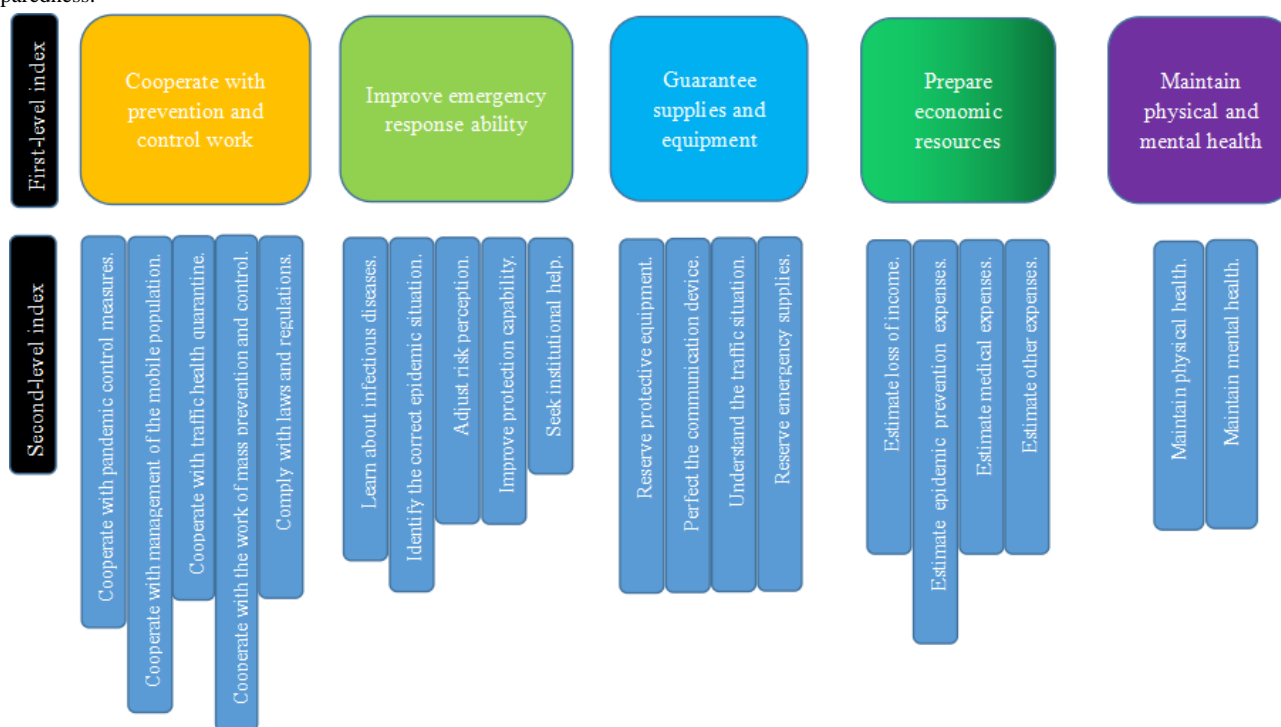 paredness.
First-level index
Cooperate with
prevention and
control work
Improve emergency
response ability
Guarantee
supplies and
equipment
Prepare
economic
resources
Maintain
physical and
mental health
Second-level index
Cooperate with pandemic control measures.
Cooperate with management of the mobile population.
Cooperate with traffic health quarantine.
Cooperate with the work of mass prevention and control.
Comply with laws and regulations.
Learn about infectious diseases.
Identify the correct epidemic situation.
Adjust risk perception.
Improve protection capability.
Seek institutional help.
Reserve protective equipment.
Perfect the communication device.
Understand the traffic situation.
Reserve emergency supplies.
Estimate loss of income.
Estimate epidemic prevention expenses.
Estimate medical expenses.
Estimate other expenses.
Maintain physical health.
Maintain mental health.